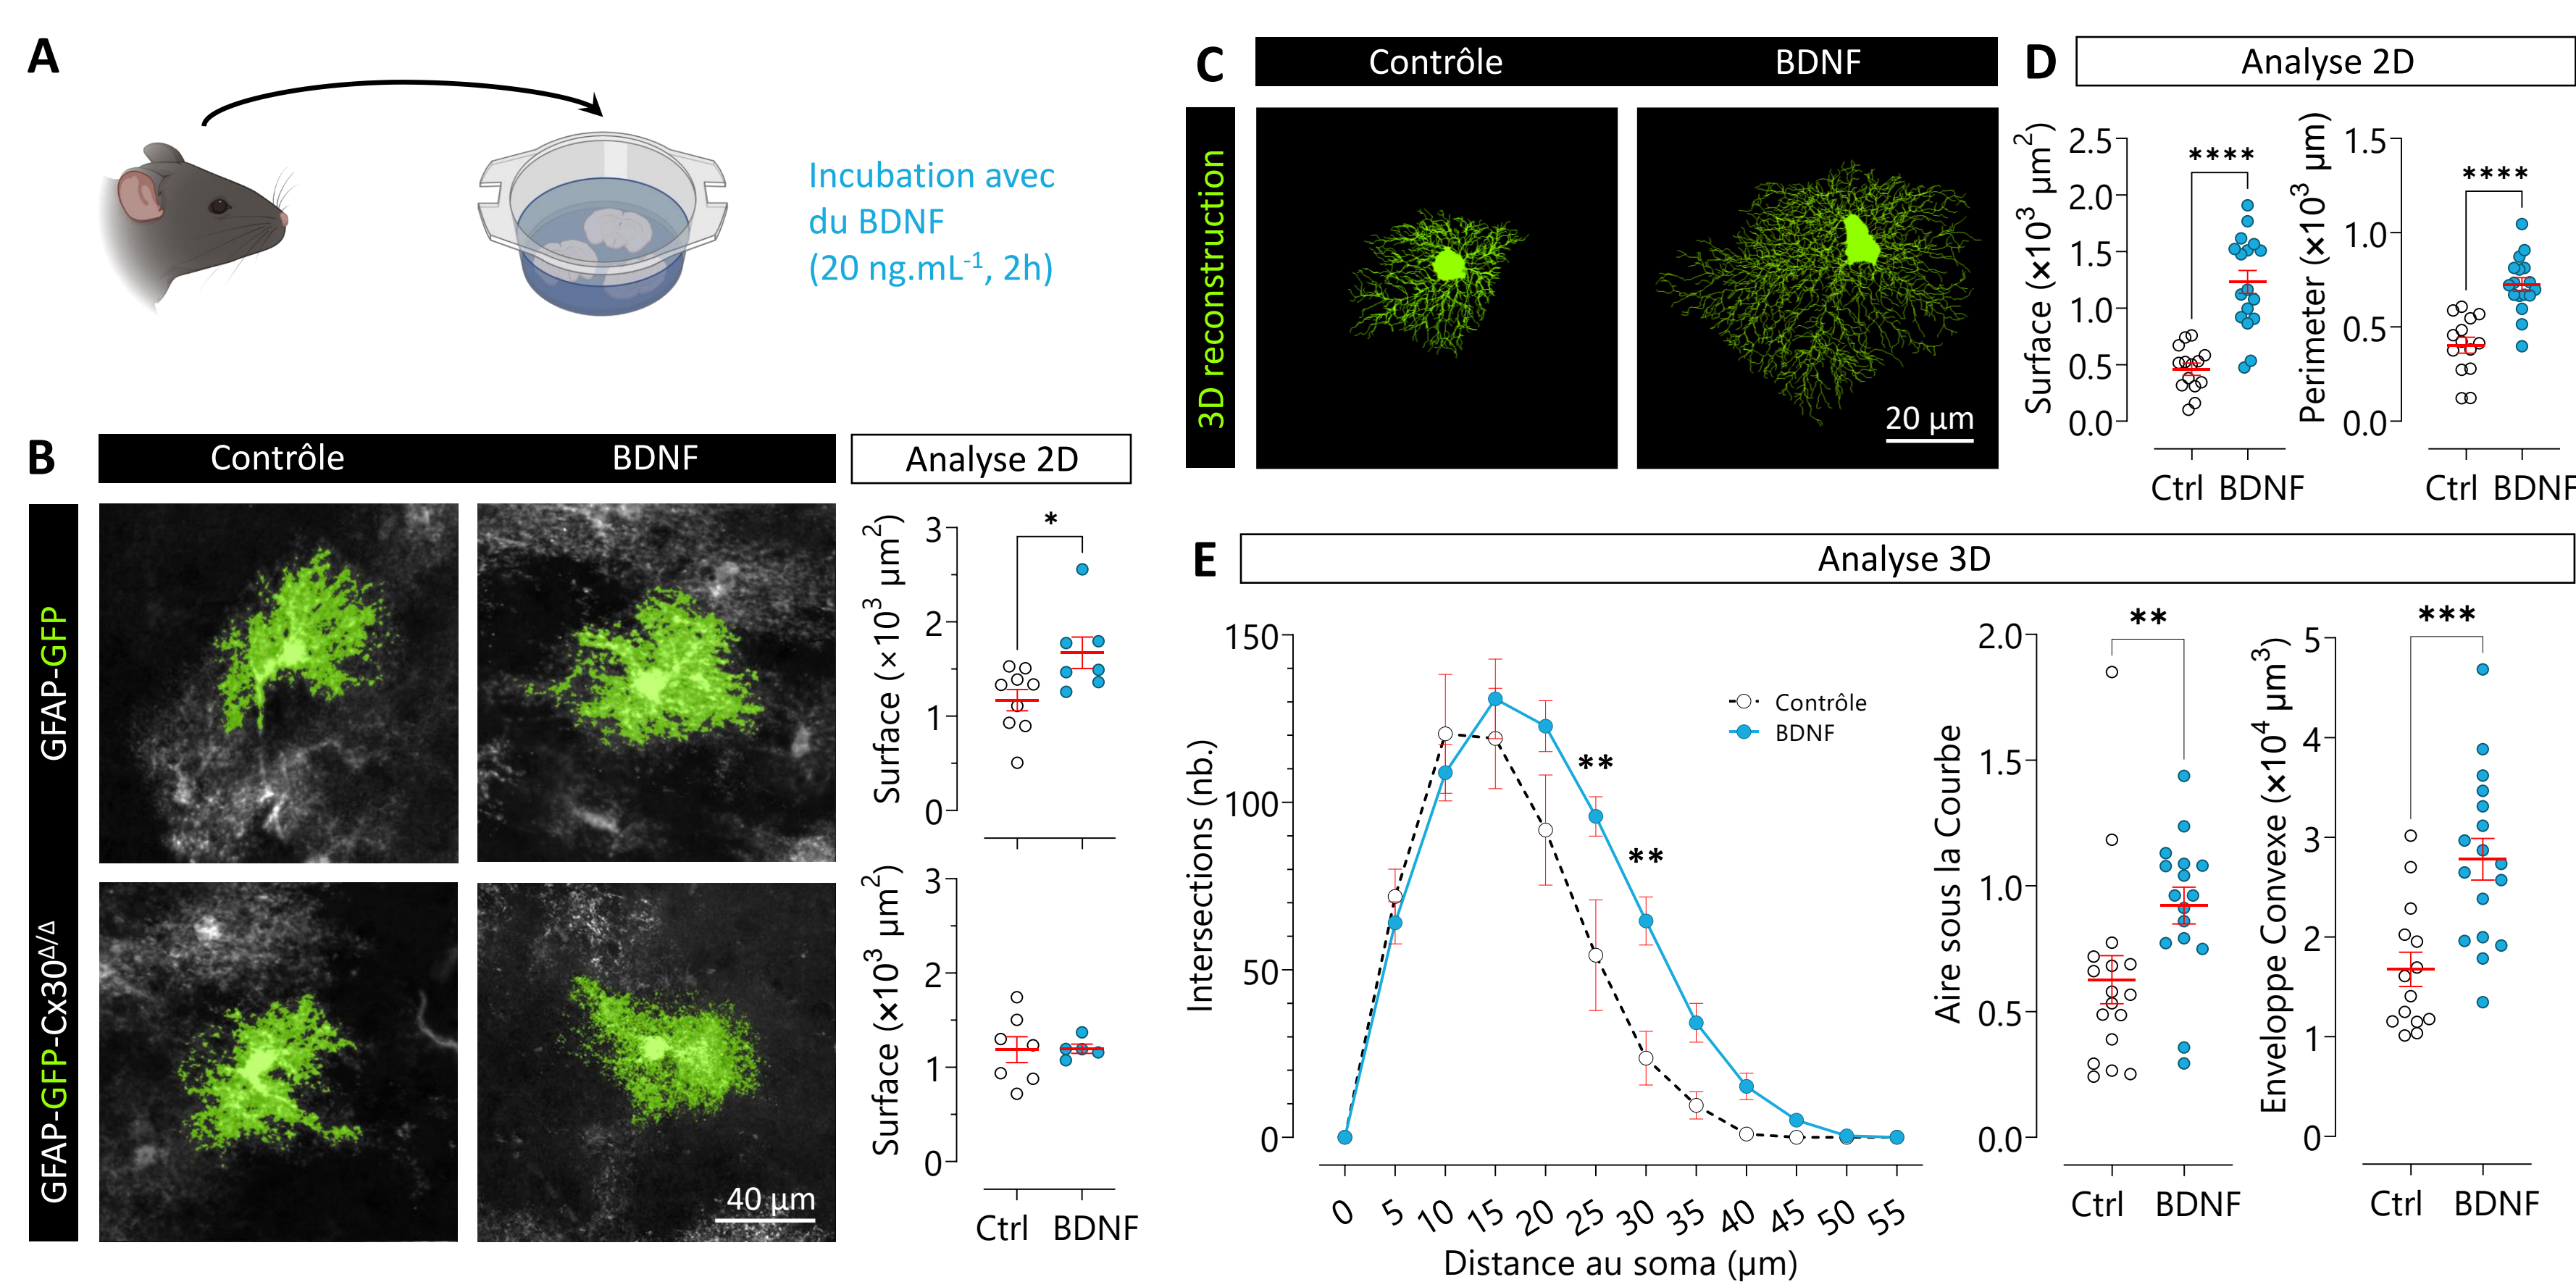 A
Incubation avec
du BDNF
(20 ng.mL⁻¹, 2h)
B
Contrôle
BDNF
Analyse 2D
GFAP-GFP
Surface (×10³ µm²)
3
2
1
0
*
GFAP-GFP-Cx30Δ/Δ
40 µm
Surface (×10³ µm²)
3
2
1
0
Ctrl
BDNF
C
Contrôle
BDNF
3D reconstruction
20 µm
D
Analyse 2D
Surface (×10³ µm²)
2.5
2.0
1.5
1.0
0.5
0.0
****
Ctrl
BDNF
Perimeter (×10³ µm)
1.5
1.0
0.5
0.0
****
Ctrl
BDNF
E
Analyse 3D
Intersections (nb.)
150
100
50
0
Contrôle
BDNF
**
**
0 5 10 15 20 25 30 35 40 45 50 55
Distance au soma (µm)
Aire sous la Courbe
2.0
1.5
1.0
0.5
0.0
**
Ctrl
BDNF
Enveloppe Convexe (×10⁴ µm³)
5
4
3
2
1
0
***
Ctrl
BDNF